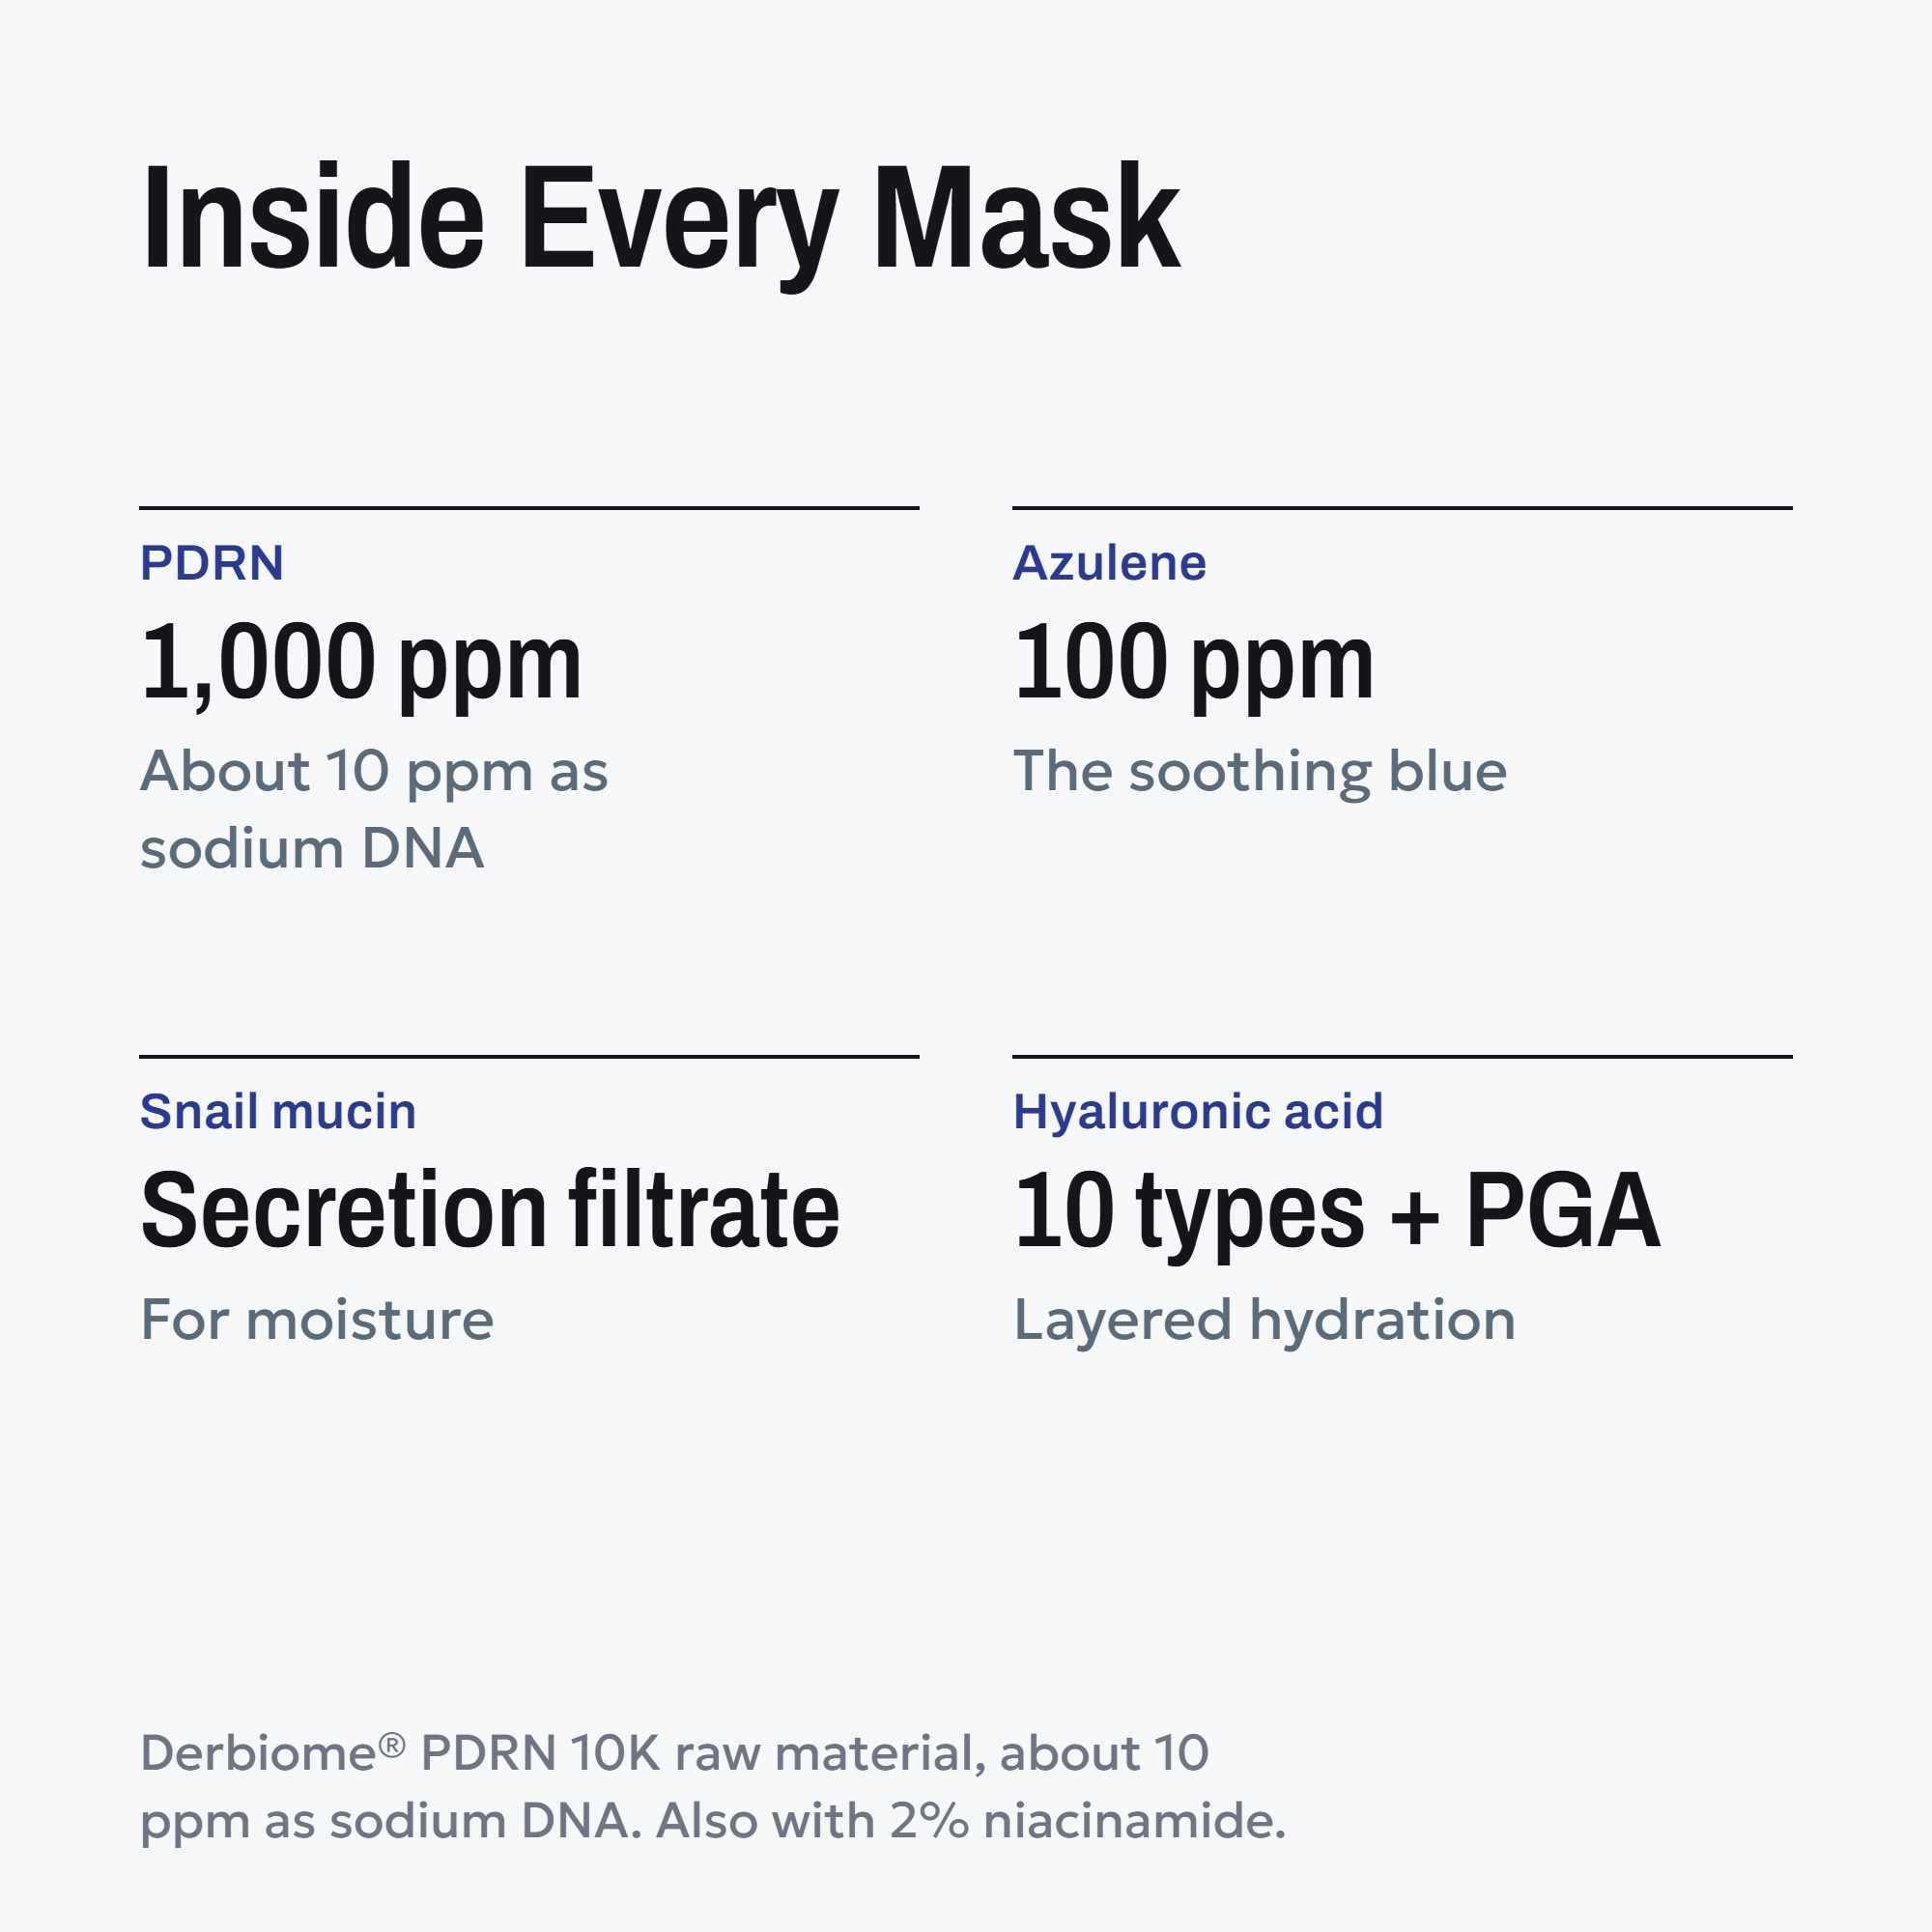 Inside Every Mask
PDRN
1,000 ppm
About 10 ppm as
sodium DNA
Azulene
100 ppm
The soothing blue
Snail mucin
Secretion filtrate
For moisture
Hyaluronic acid
10 types + PGA
Layered hydration
Derbiome® PDRN 10K raw material, about 10
ppm as sodium DNA. Also with 2% niacinamide.